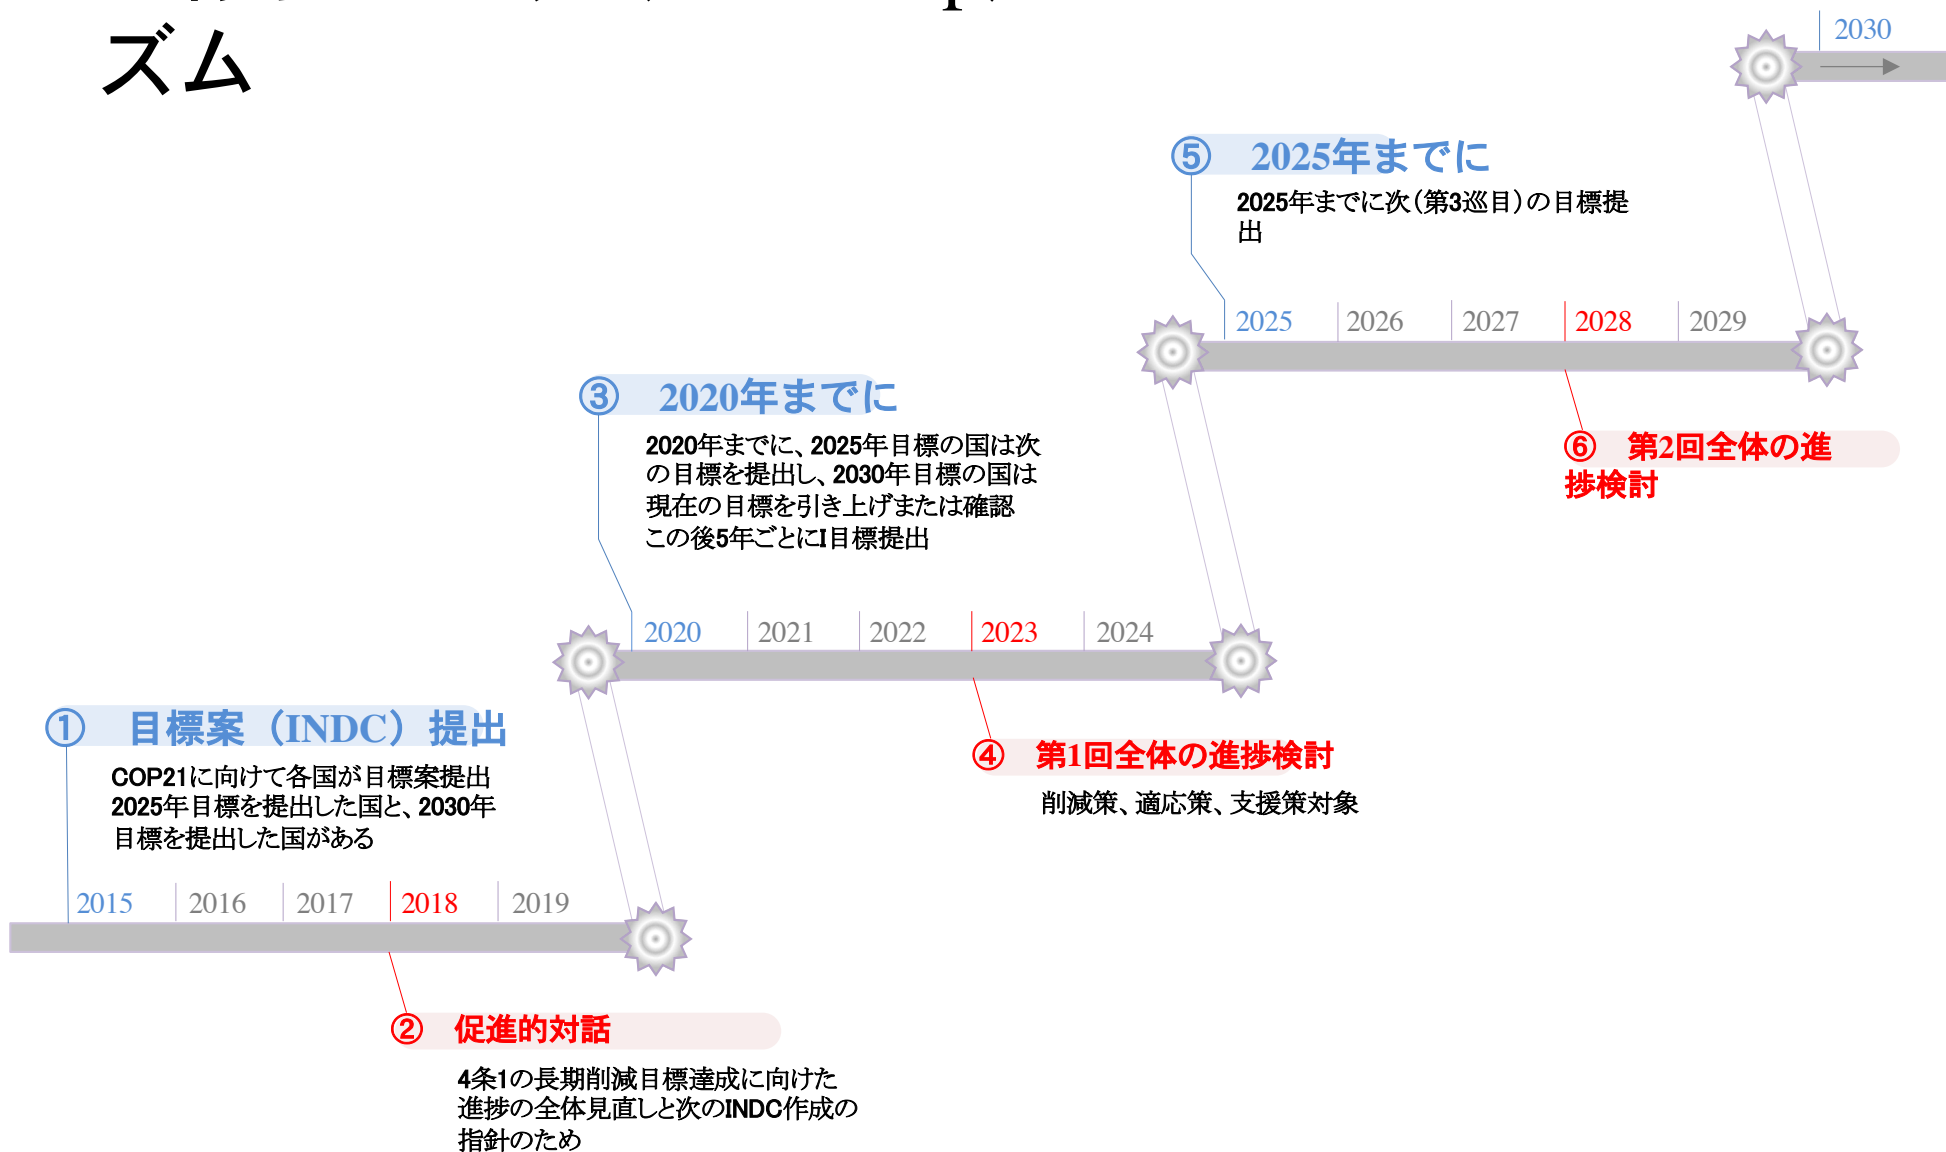 ズム
2030
⑤ 2025年までに
2025年までに次（第3巡目）の目標提
出
2025 2026 2027 2028 2029
⑥ 第2回全体の進
捗検討
③ 2020年までに
2020年までに、2025年目標の国は次
の目標を提出し、2030年目標の国は
現在の目標を引き上げまたは確認
この後5年ごとにI目標提出
2020 2021 2022 2023 2024
④ 第1回全体の進捗検討
削減策、適応策、支援策対象
① 目標案（INDC）提出
COP21に向けて各国が目標案提出
2025年目標を提出した国と、2030年
目標を提出した国がある
2015 2016 2017 2018 2019
② 促進的対話
4条1の長期削減目標達成に向けた
進捗の全体見直しと次のINDC作成の
指針のため